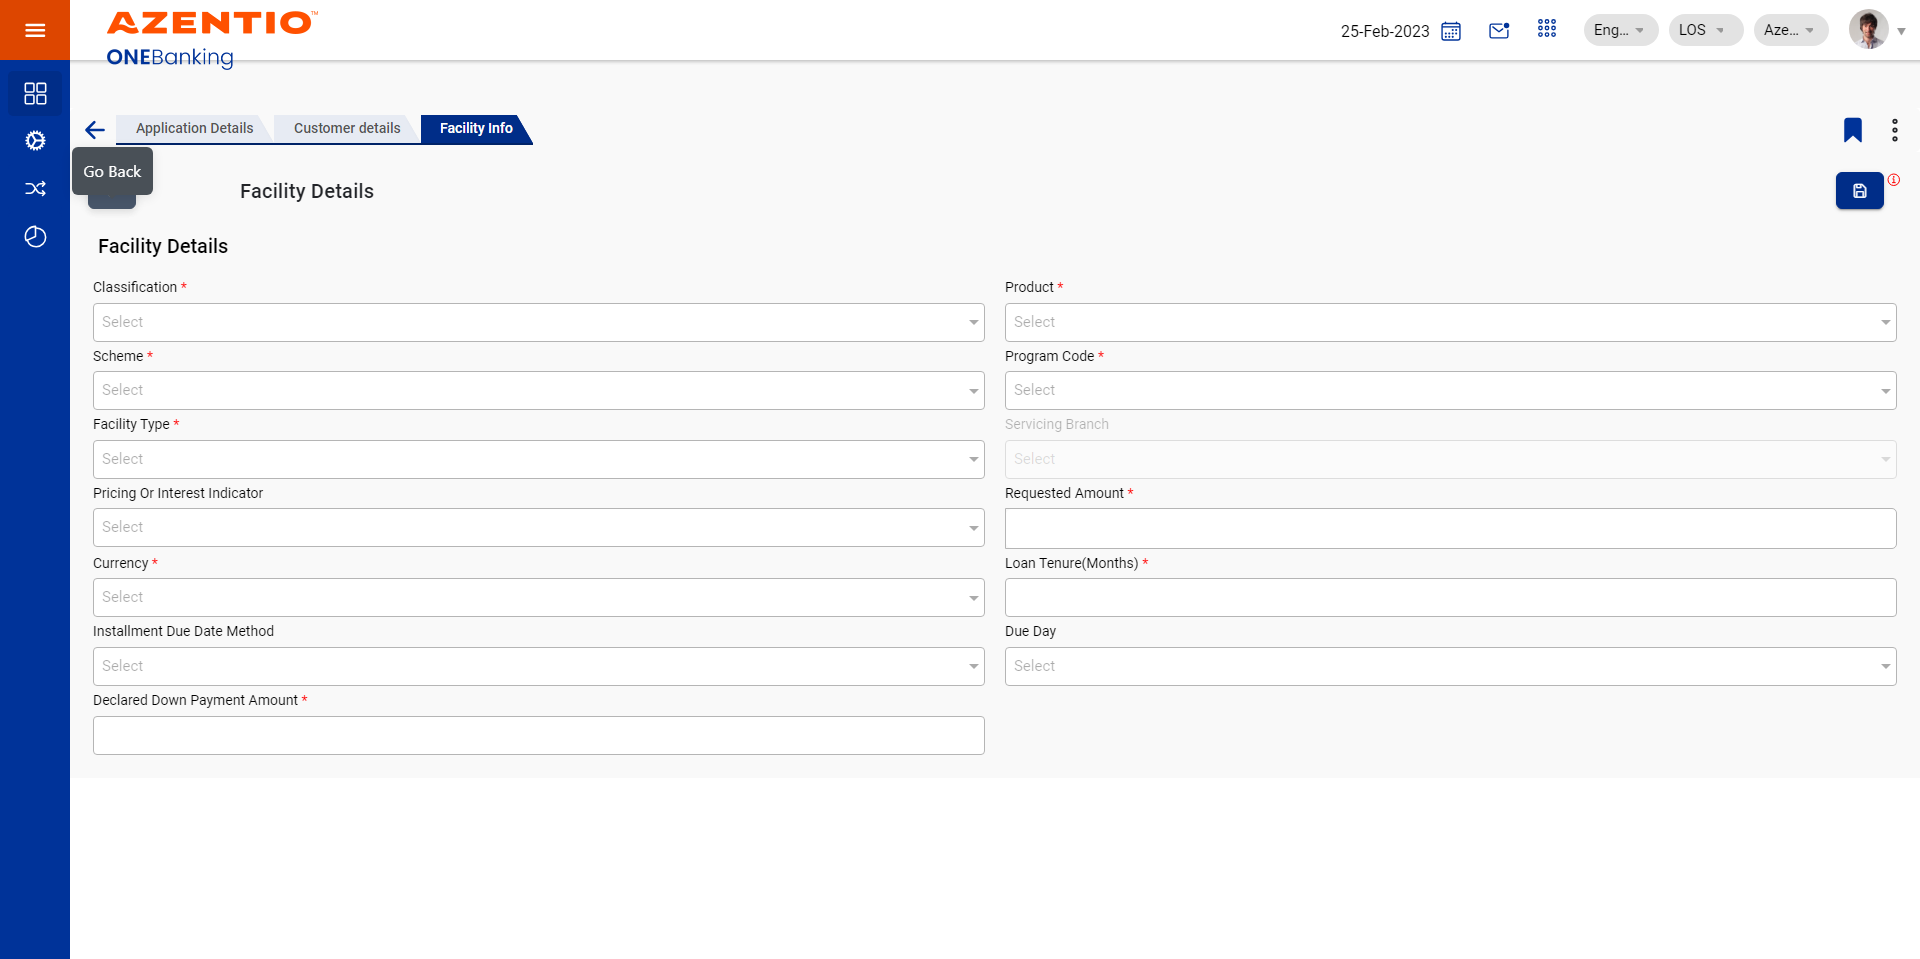 AZENTIO™
ONEBanking
25-Feb-2023
Eng...
LOS
Aze...
Application Details
Customer details
Facility Info
Go Back
Facility Details
Facility Details
Classification *
Product *
Select
Select
Scheme *
Program Code *
Select
Select
Facility Type *
Servicing Branch
Select
Select
Pricing Or Interest Indicator
Requested Amount *
Select
Currency *
Loan Tenure(Months) *
Select
Installment Due Date Method
Due Day
Select
Select
Declared Down Payment Amount *